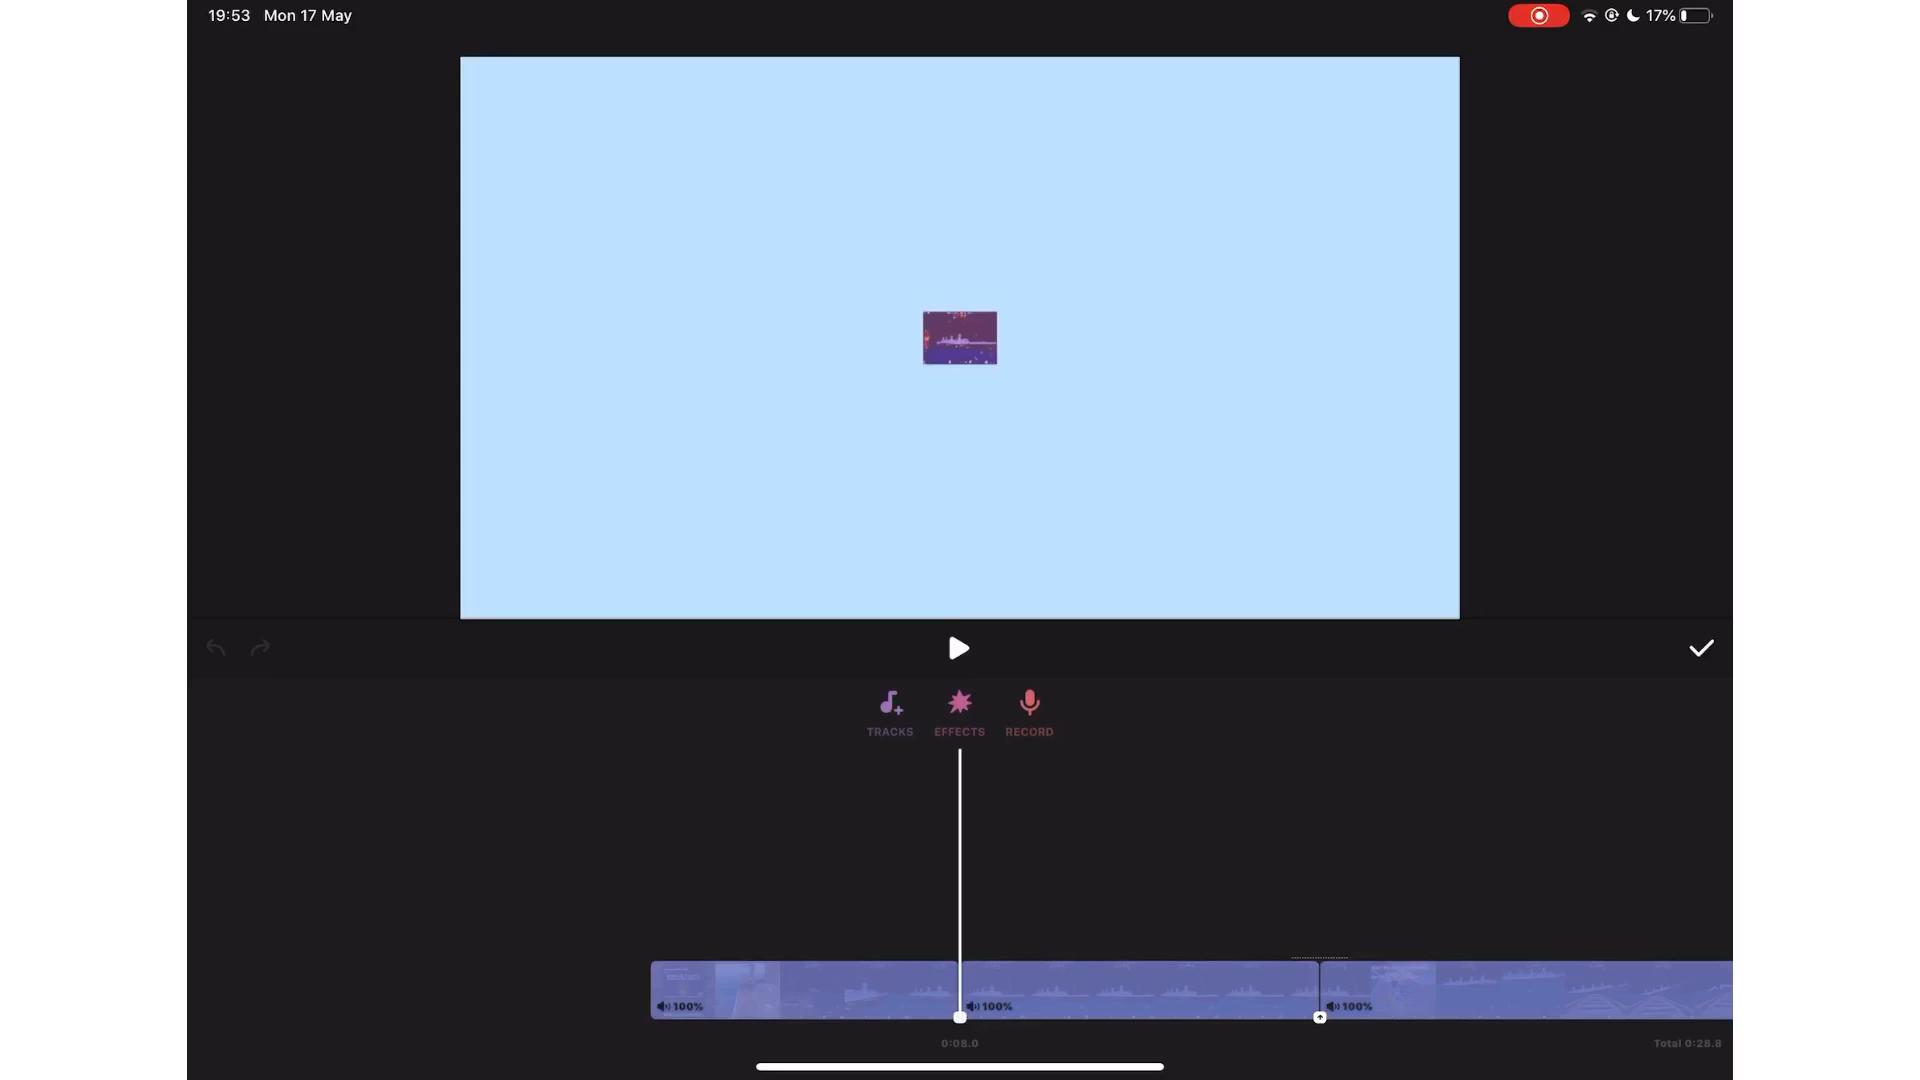 19:53 Mon 17 May
17%
TRACKS EFFECTS RECORD
100% 100% 100%
0:08.0 Total 0:28.8